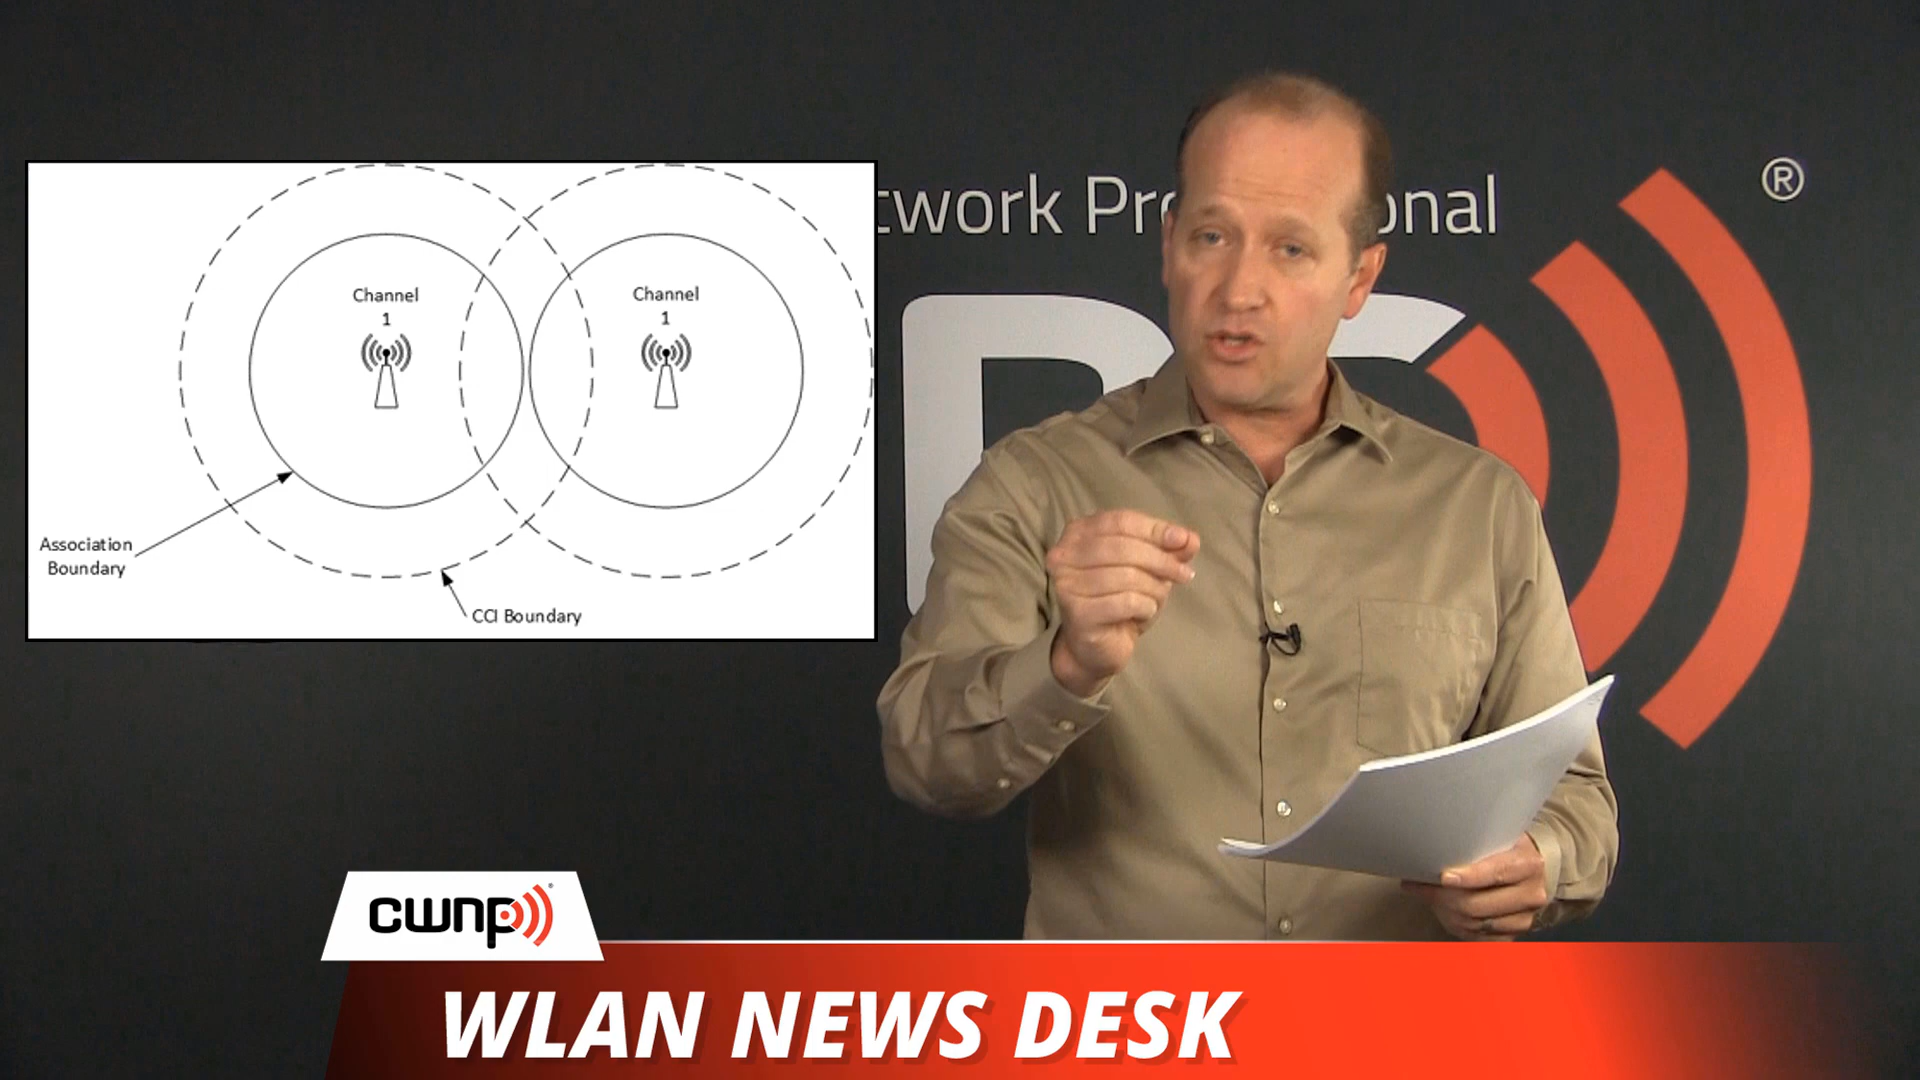 twork Pr onal
®
Channel
1
Channel
1
Association
Boundary
CCI Boundary
cwnp
WLAN NEWS DESK